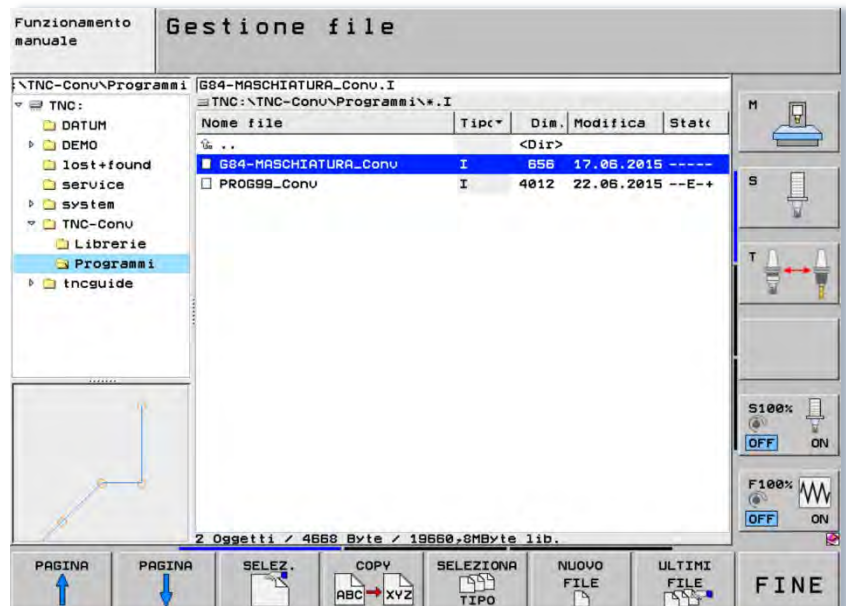 Funzionamento
manuale
Gestione file
:\TNC-Conv\Programmi
G84-MASCHIATURA_Conv.I
TNC:\TNC-Conv\Programmi\*.I
TNC:
DATUM
DEMO
lost+found
service
system
TNC-Conv
Librerie
Programmi
tncguide
Nome file Tipo Dim. Modifica Stato
.. <Dir>
G84-MASCHIATURA_Conv I 656 17.06.2015 -----
PROG99_Conv I 4012 22.06.2015 --E-+
2 Oggetti / 4668 Byte / 19660,8MByte lib.
M
S
T
S100%
OFF ON
F100%
OFF ON
PAGINA
PAGINA
SELEZ.
COPY
ABC XYZ
SELEZIONA
TIPO
NUOVO
FILE
ULTIMI
FILE
FINE